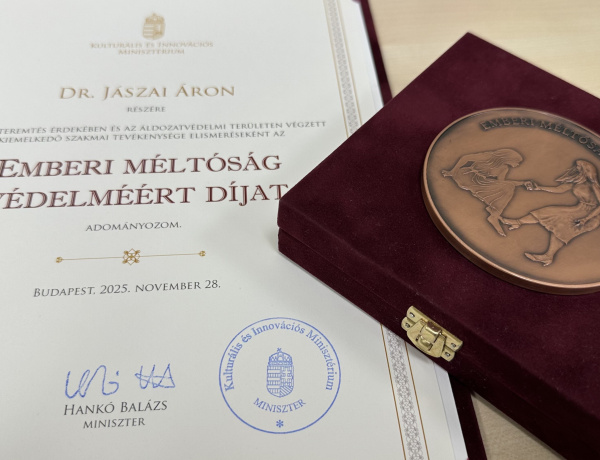 Kulturális és Innovációs
Minisztérium
Dr. Jászai Áron
részére
teremtés érdekében és az áldozatvédelmi területen végzett
kiemelkedő szakmai tevékenysége elismeréseként az
Emberi méltóság
védelméért díjat
adományozom.
Budapest. 2025. november 28.
Hankó Balázs
miniszter
Kulturális és Innovációs Minisztérium
MINISZTER
EMBERI MÉLTÓSÁ